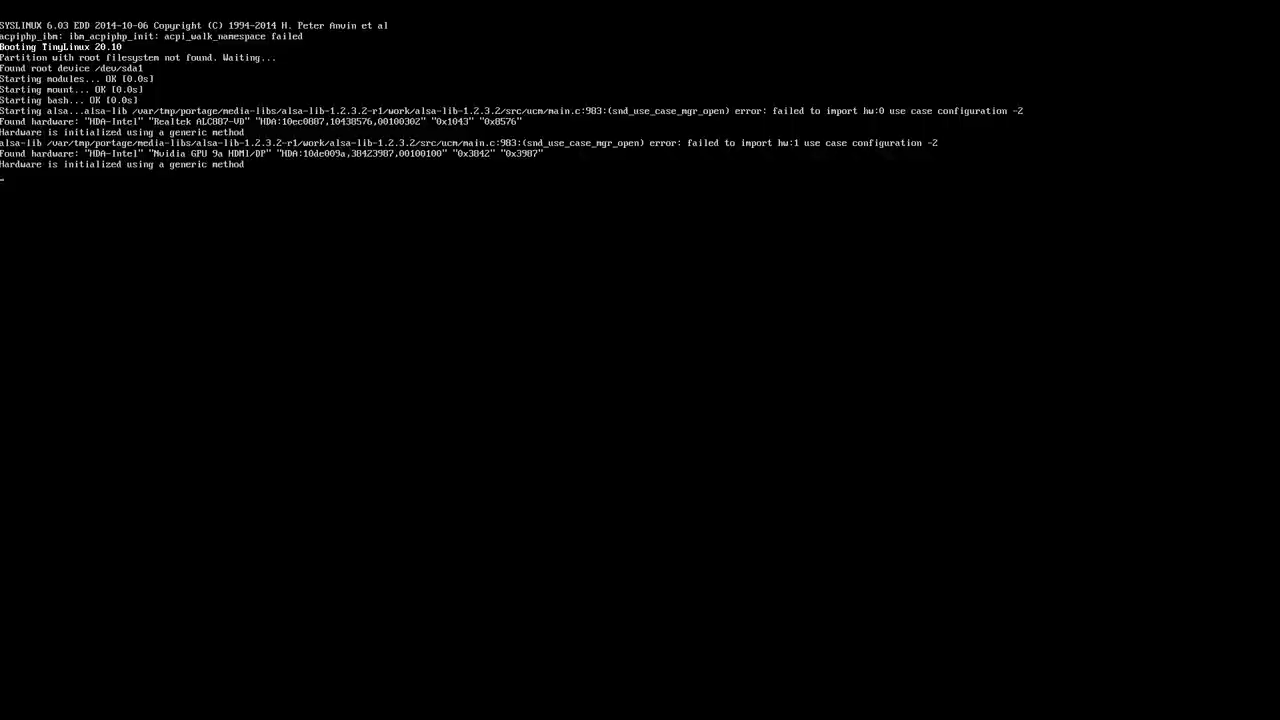 SYSLINUX 6.03 EDD 2014-10-06 Copyright (C) 1994-2014 H. Peter Anvin et al
acpiphp_ibm: ibm_acpiphp_init: acpi_walk_namespace failed
Booting TinyLinux 20.10
Partition with root filesystem not found. Waiting...
Found root device /dev/sda1
Starting modules... OK [0.0s]
Starting mount... OK [0.0s]
Starting bash... OK [0.0s]
Starting alsa...alsa-lib /var/tmp/portage/media-libs/alsa-lib-1.2.3.2-r1/work/alsa-lib-1.2.3.2/src/ucm/main.c:983:(snd_use_case_mgr_open) error: failed to import hw:0 use case configuration -2
Found hardware: "HDA-Intel" "Realtek ALC887-VD" "HDA:10ec0887,10438576,00100302" "0x1043" "0x8576"
Hardware is initialized using a generic method
alsa-lib /var/tmp/portage/media-libs/alsa-lib-1.2.3.2-r1/work/alsa-lib-1.2.3.2/src/ucm/main.c:983:(snd_use_case_mgr_open) error: failed to import hw:1 use case configuration -2
Found hardware: "HDA-Intel" "Nvidia GPU 9a HDMI/DP" "HDA:10de009a,38423987,00100100" "0x3842" "0x3987"
Hardware is initialized using a generic method